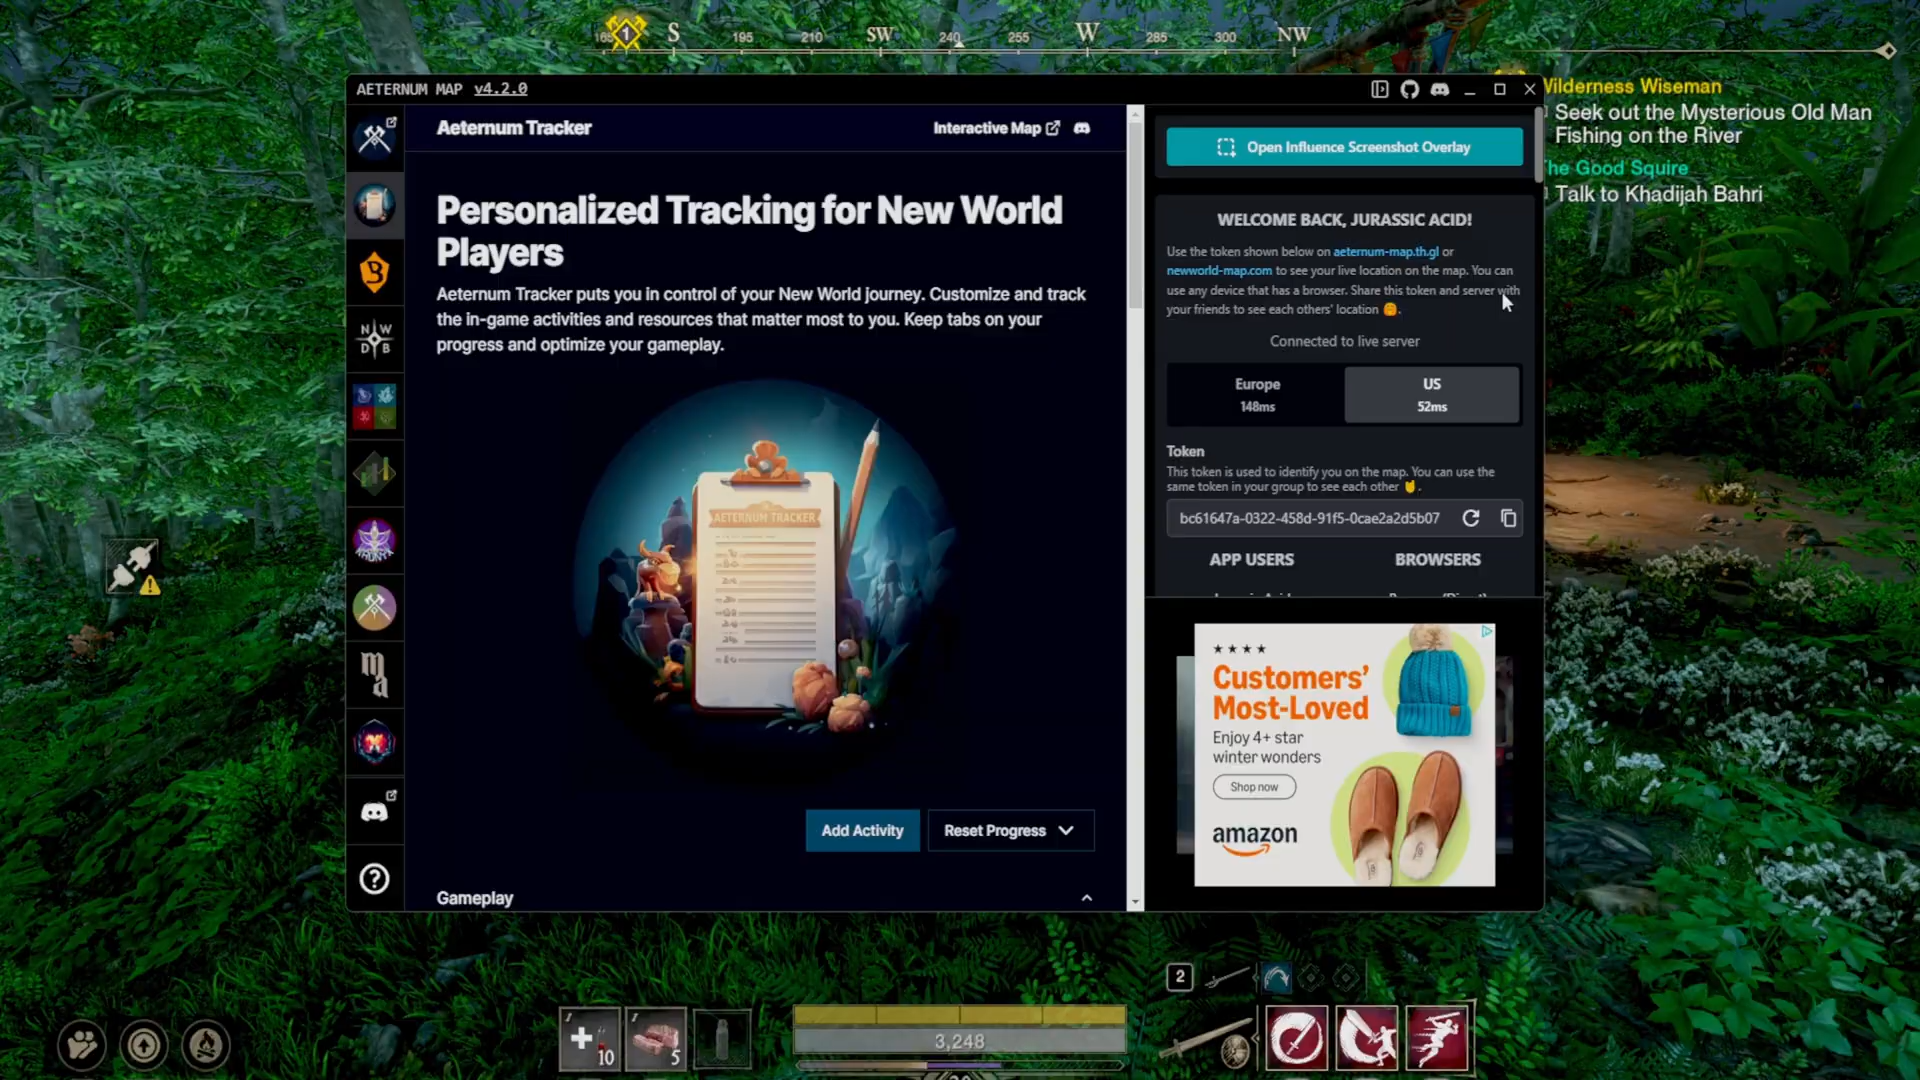 165
1
S
195
210
SW
240
255
W
285
300
NW
Wilderness Wiseman
Seek out the Mysterious Old Man
Fishing on the River
The Good Squire
Talk to Khadijah Bahri
AETERNUM MAP v4.2.0
Aeternum Tracker
Interactive Map
Personalized Tracking for New World
Players
Aeternum Tracker puts you in control of your New World journey. Customize and track
the in-game activities and resources that matter most to you. Keep tabs on your
progress and optimize your gameplay.
AETERNUM TRACKER
Add Activity
Reset Progress
Gameplay
NW
DB
Open Influence Screenshot Overlay
WELCOME BACK, JURASSIC ACID!
Use the token shown below on aeternum-map.th.gl or
newworld-map.com to see your live location on the map. You can
use any device that has a browser. Share this token and server with
your friends to see each others' location 🤗.
Connected to live server
Europe
148ms
US
52ms
Token
This token is used to identify you on the map. You can use the
same token in your group to see each other 🤘.
bc61647a-0322-458d-91f5-0cae2a2d5b07
APP USERS
BROWSERS
Customers'
Most-Loved
Enjoy 4+ star
winter wonders
Shop now
amazon
2
10
5
3,248